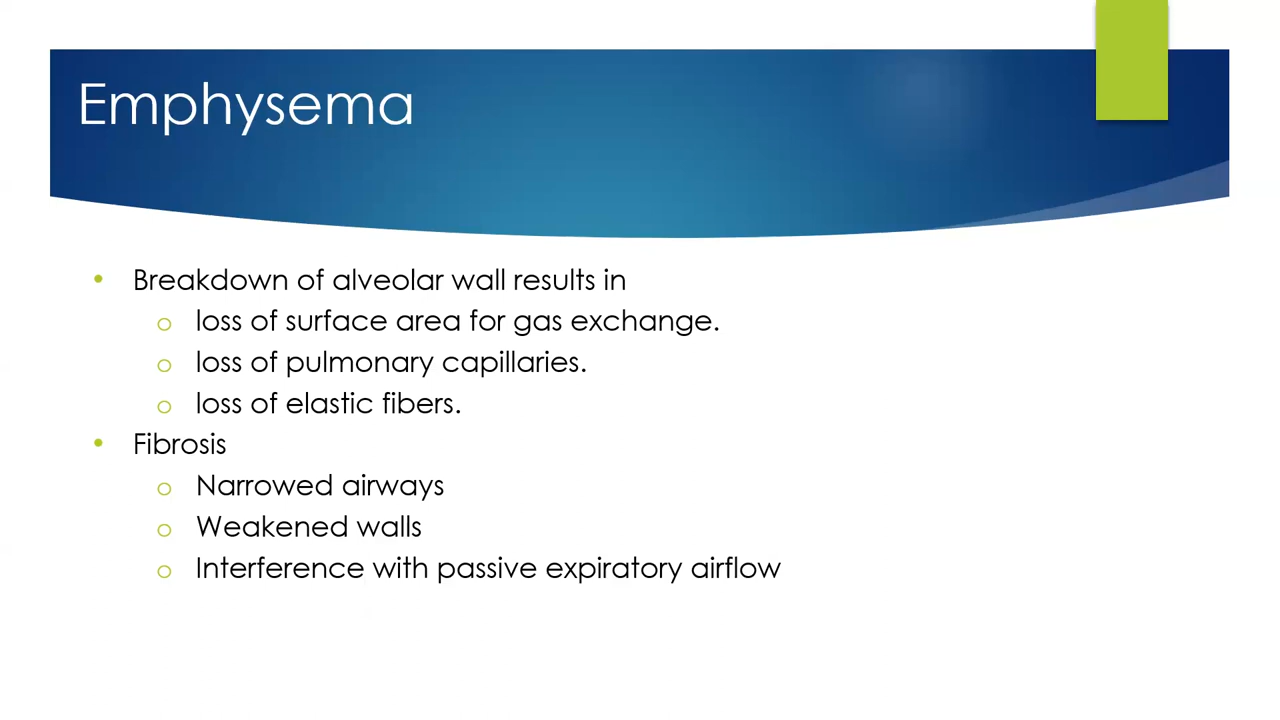 Emphysema
• Breakdown of alveolar wall results in
o loss of surface area for gas exchange.
o loss of pulmonary capillaries.
o loss of elastic fibers.
• Fibrosis
o Narrowed airways
o Weakened walls
o Interference with passive expiratory airflow